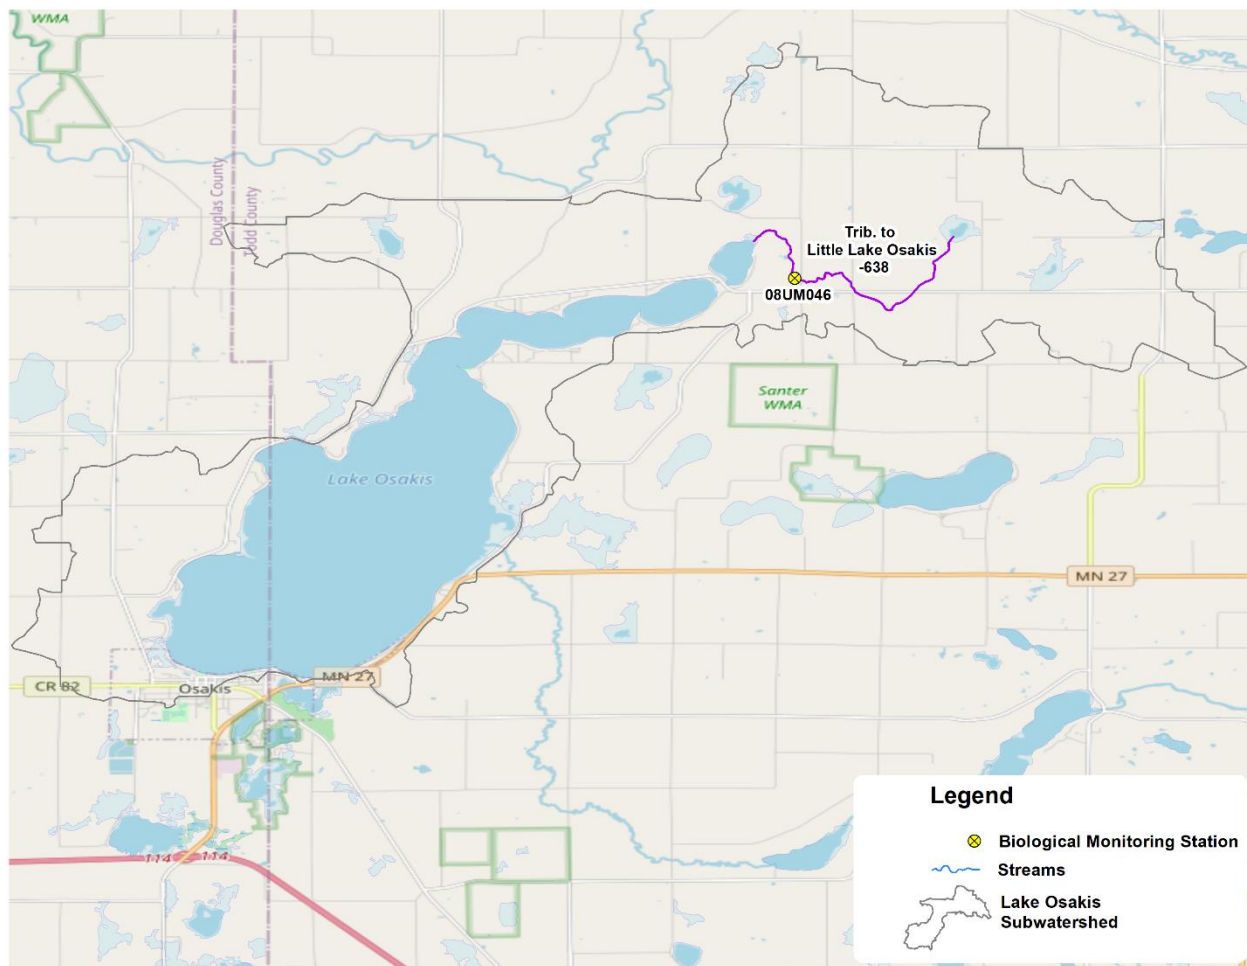 WMA
Douglas County
Todd County
Trib. to
Little Lake Osakis
-638
08UM046
Santer
WMA
Lake Osakis
MN 27
MN 27
CR 82
Osakis
114
114
Legend
Biological Monitoring Station
Streams
Lake Osakis
Subwatershed